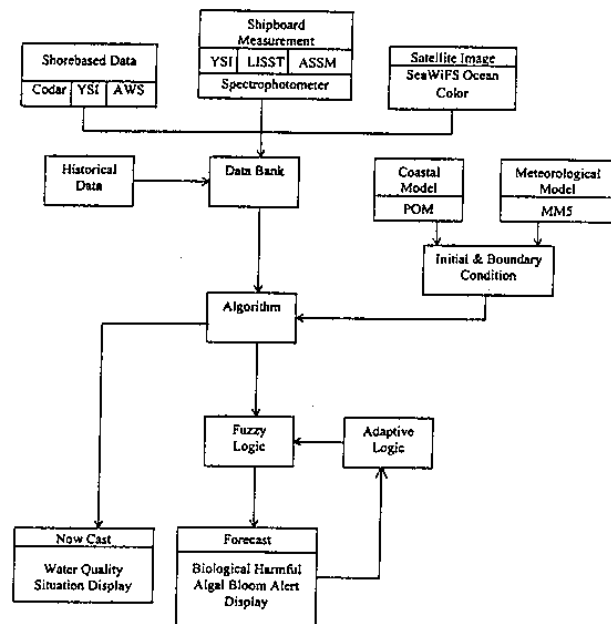 Shipboard
Measurement
YSI LISST ASSM
Spectrophotometer
Shorebased Data
Codar YSI AWS
Satellite Image
SeaWiFS Ocean
Color
Historical
Data
Data Bank
Coastal
Model
POM
Meteorological
Model
MM5
Initial & Boundary
Condition
Algorithm
Fuzzy
Logic
Adaptive
Logic
Now Cast
Water Quality
Situation Display
Forecast
Biological Harmful
Algal Bloom Alert
Display